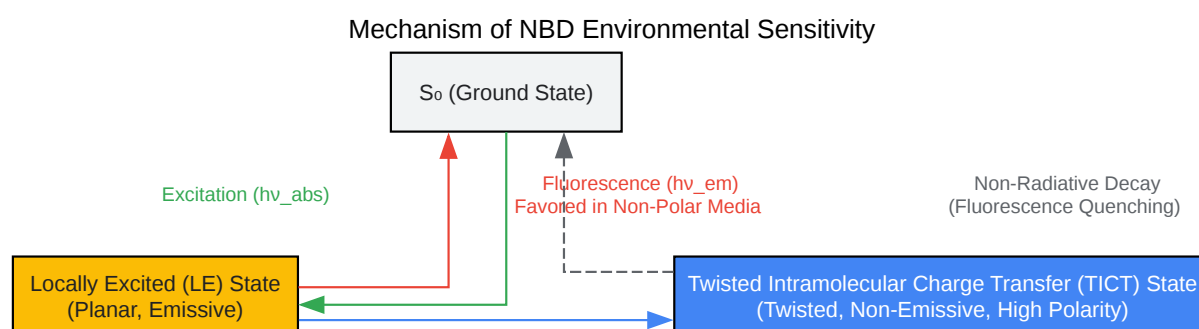 Mechanism of NBD Environmental Sensitivity
S₀ (Ground State)
Excitation (hν_abs)
Fluorescence (hν_em)
Favored in Non-Polar Media
Non-Radiative Decay
(Fluorescence Quenching)
Locally Excited (LE) State
(Planar, Emissive)
Twisted Intramolecular Charge Transfer (TICT) State
(Twisted, Non-Emissive, High Polarity)